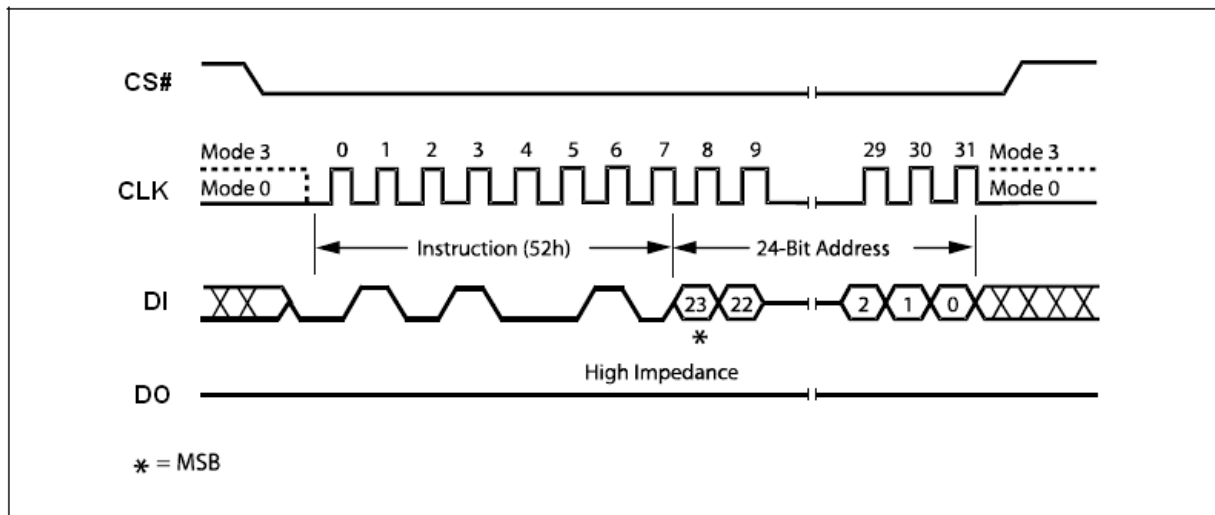 CS#
Mode 3 0 1 2 3 4 5 6 7 8 9 29 30 31 Mode 3
CLK Mode 0 Mode 0
Instruction (52h) 24-Bit Address
DI 23 22 2 1 0
*
High Impedance
DO
* = MSB